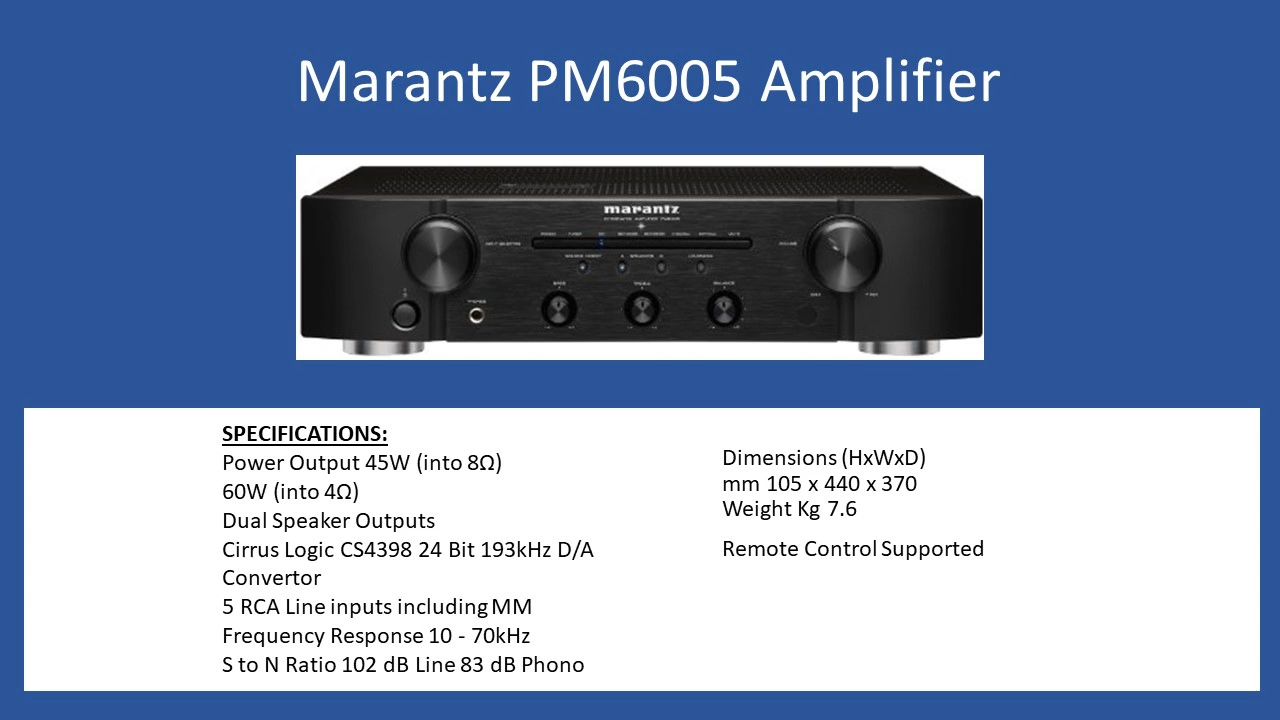 Marantz PM6005 Amplifier
marantz
SPECIFICATIONS:
Power Output 45W (into 8Ω)
60W (into 4Ω)
Dual Speaker Outputs
Cirrus Logic CS4398 24 Bit 193kHz D/A
Convertor
5 RCA Line inputs including MM
Frequency Response 10 - 70kHz
S to N Ratio 102 dB Line 83 dB Phono
Dimensions (HxWxD)
mm 105 x 440 x 370
Weight Kg 7.6
Remote Control Supported